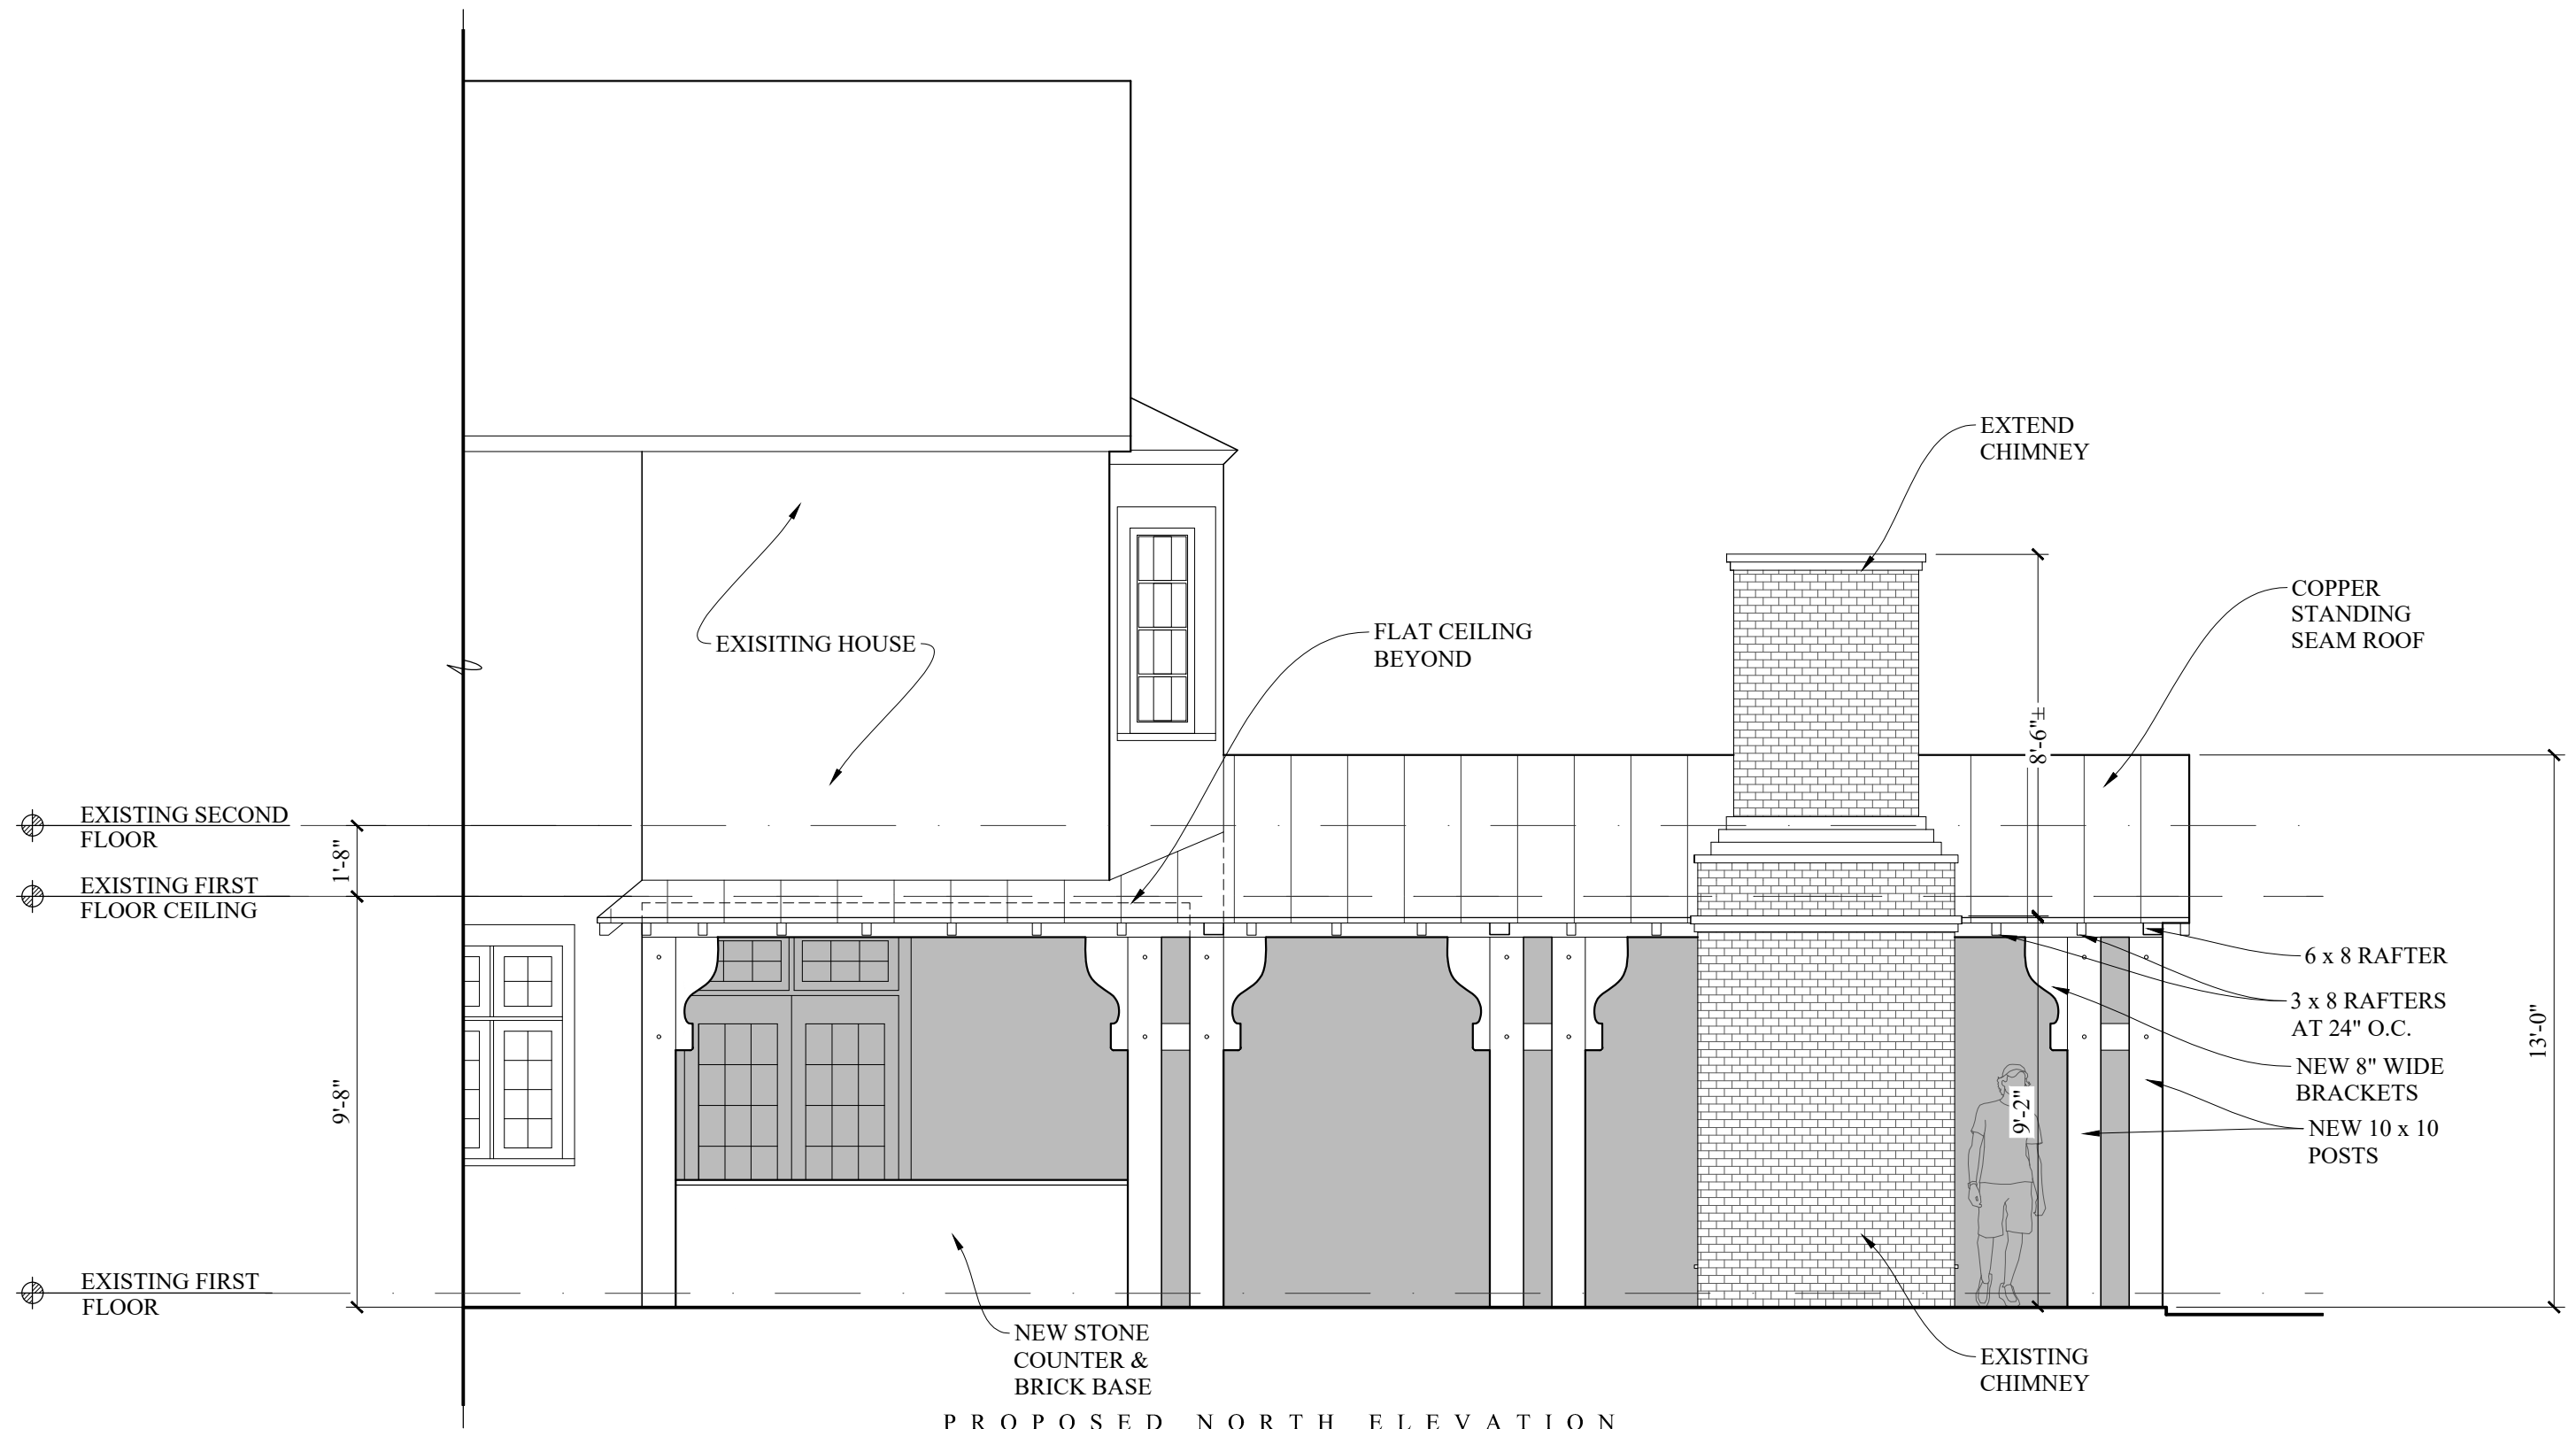 EXTEND
CHIMNEY
COPPER
STANDING
SEAM ROOF
FLAT CEILING
BEYOND
EXISITING HOUSE
8'-6"±
EXISTING SECOND
FLOOR
1'-8"
EXISTING FIRST
FLOOR CEILING
6 x 8 RAFTER
3 x 8 RAFTERS
AT 24" O.C.
13'-0"
NEW 8" WIDE
BRACKETS
9'-8"
9'-2"
NEW 10 x 10
POSTS
EXISTING FIRST
FLOOR
NEW STONE
COUNTER &
BRICK BASE
EXISTING
CHIMNEY
PROPOSED NORTH ELEVATION